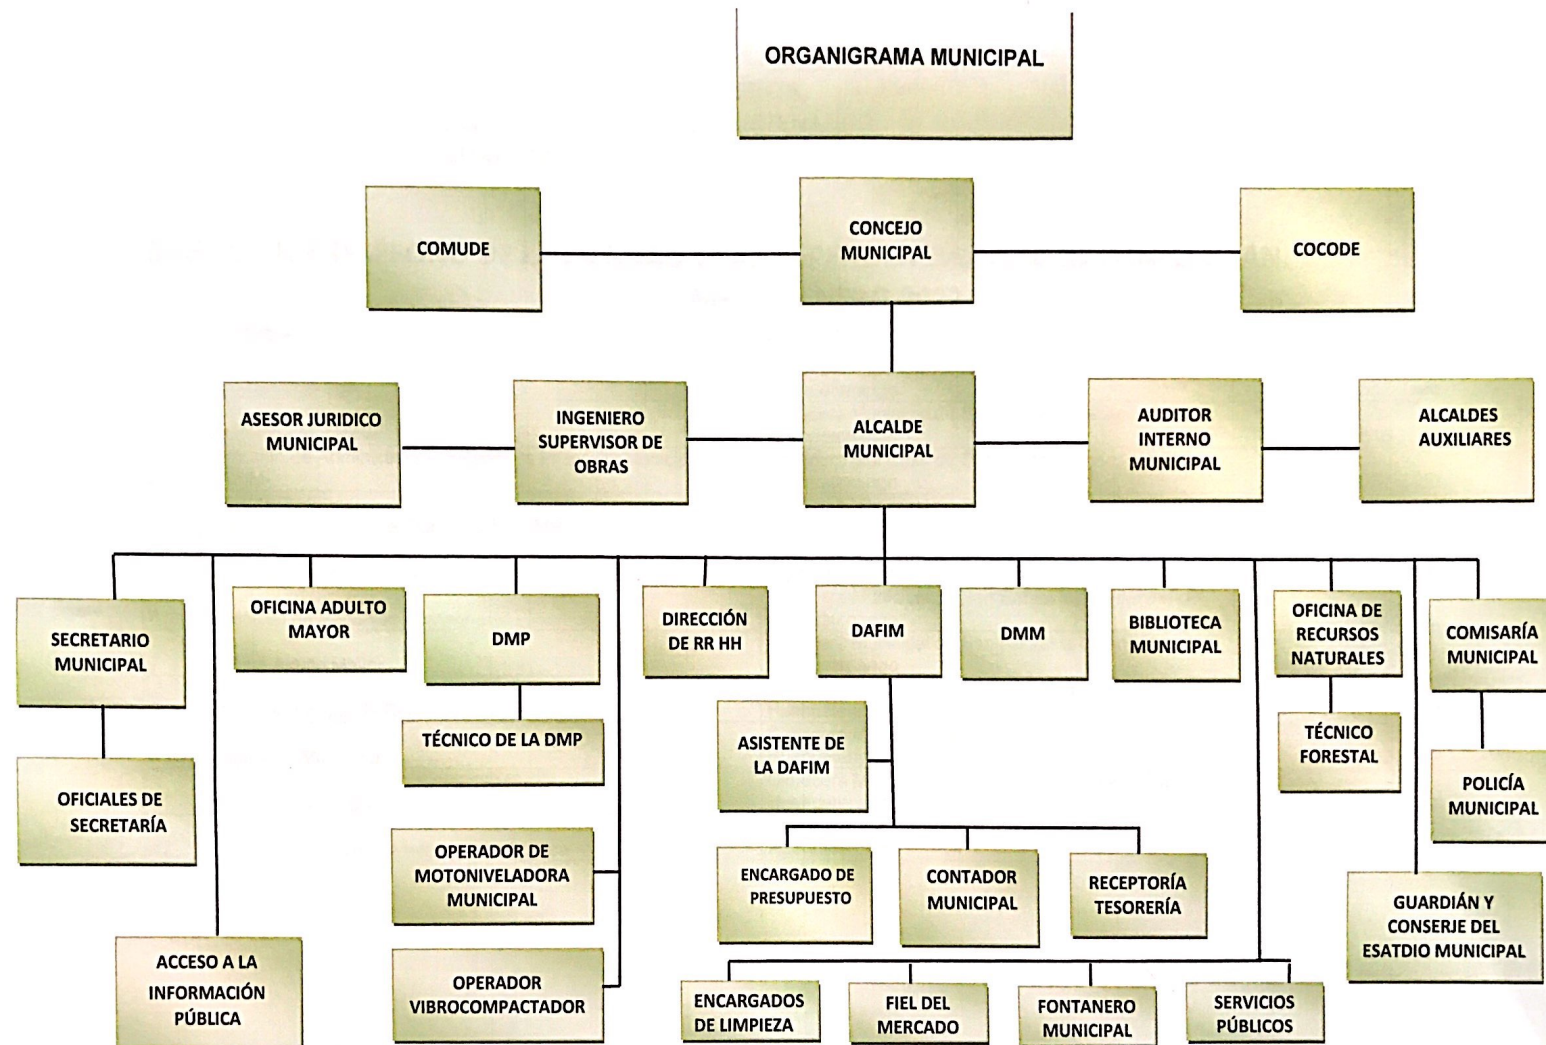 ORGANIGRAMA MUNICIPAL
COMUDE
CONCEJO
MUNICIPAL
COCODE
ASESOR JURIDICO
MUNICIPAL
INGENIERO
SUPERVISOR DE
OBRAS
ALCALDE
MUNICIPAL
AUDITOR
INTERNO
MUNICIPAL
ALCALDES
AUXILIARES
SECRETARIO
MUNICIPAL
OFICINA ADULTO
MAYOR
DMP
DIRECCIÓN
DE RR HH
DAFIM
DMM
BIBLIOTECA
MUNICIPAL
OFICINA DE
RECURSOS
NATURALES
COMISARÍA
MUNICIPAL
OFICIALES DE
SECRETARÍA
TÉCNICO DE LA DMP
ASISTENTE DE
LA DAFIM
TÉCNICO
FORESTAL
POLICÍA
MUNICIPAL
OPERADOR DE
MOTONIVELADORA
MUNICIPAL
ENCARGADO DE
PRESUPUESTO
CONTADOR
MUNICIPAL
RECEPTORÍA
TESORERÍA
GUARDIÁN Y
CONSERJE DEL
ESATDIO MUNICIPAL
ACCESO A LA
INFORMACIÓN
PÚBLICA
OPERADOR
VIBROCOMPACTADOR
ENCARGADOS
DE LIMPIEZA
FIEL DEL
MERCADO
FONTANERO
MUNICIPAL
SERVICIOS
PÚBLICOS